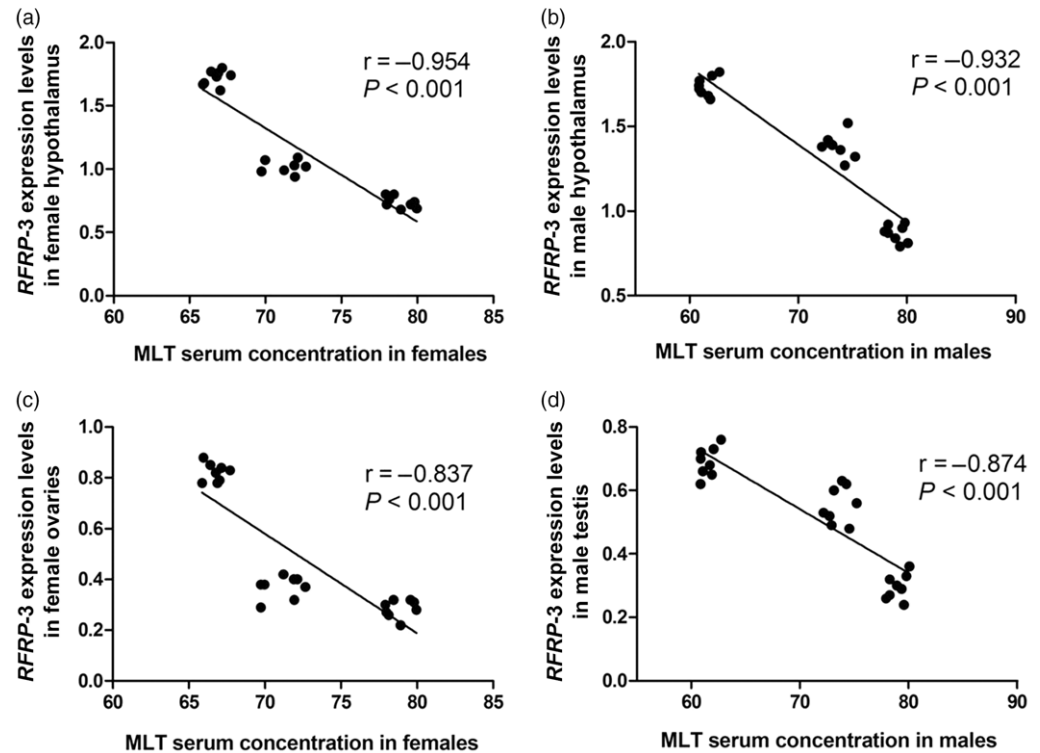 (a)
RFRP-3 expression levels
in female hypothalamus
2.0
1.5
1.0
0.5
0.0
r = –0.954
P < 0.001
60 65 70 75 80 85
MLT serum concentration in females
(b)
RFRP-3 expression levels
in male hypothalamus
2.0
1.5
1.0
0.5
r = –0.932
P < 0.001
60 70 80 90
MLT serum concentration in males
(c)
RFRP-3 expression levels
in female ovaries
1.0
0.8
0.6
0.4
0.2
0.0
r = –0.837
P < 0.001
60 65 70 75 80 85
MLT serum concentration in females
(d)
RFRP-3 expression levels
in male testis
0.8
0.6
0.4
0.2
0.0
r = –0.874
P < 0.001
60 70 80 90
MLT serum concentration in males